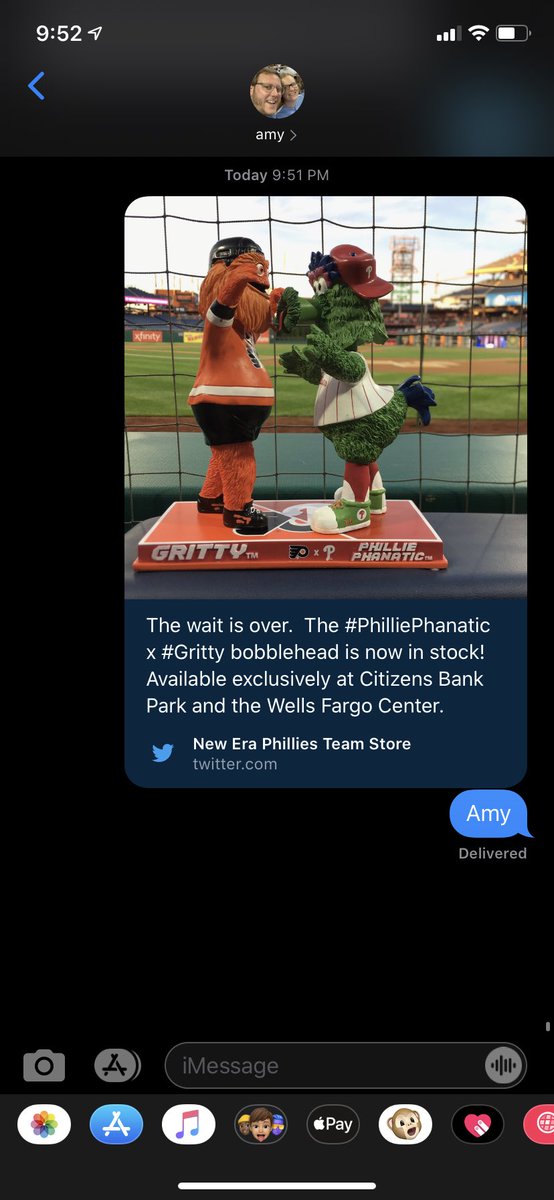 9:52
amy >
Today 9:51 PM
xfinity
P
GRITTY™
P x P
PHILLIE
PHANATIC™
The wait is over.  The #PhilliePhanatic
x #Gritty bobblehead is now in stock!
Available exclusively at Citizens Bank
Park and the Wells Fargo Center.
New Era Phillies Team Store
twitter.com
Amy
Delivered
iMessage
Pay